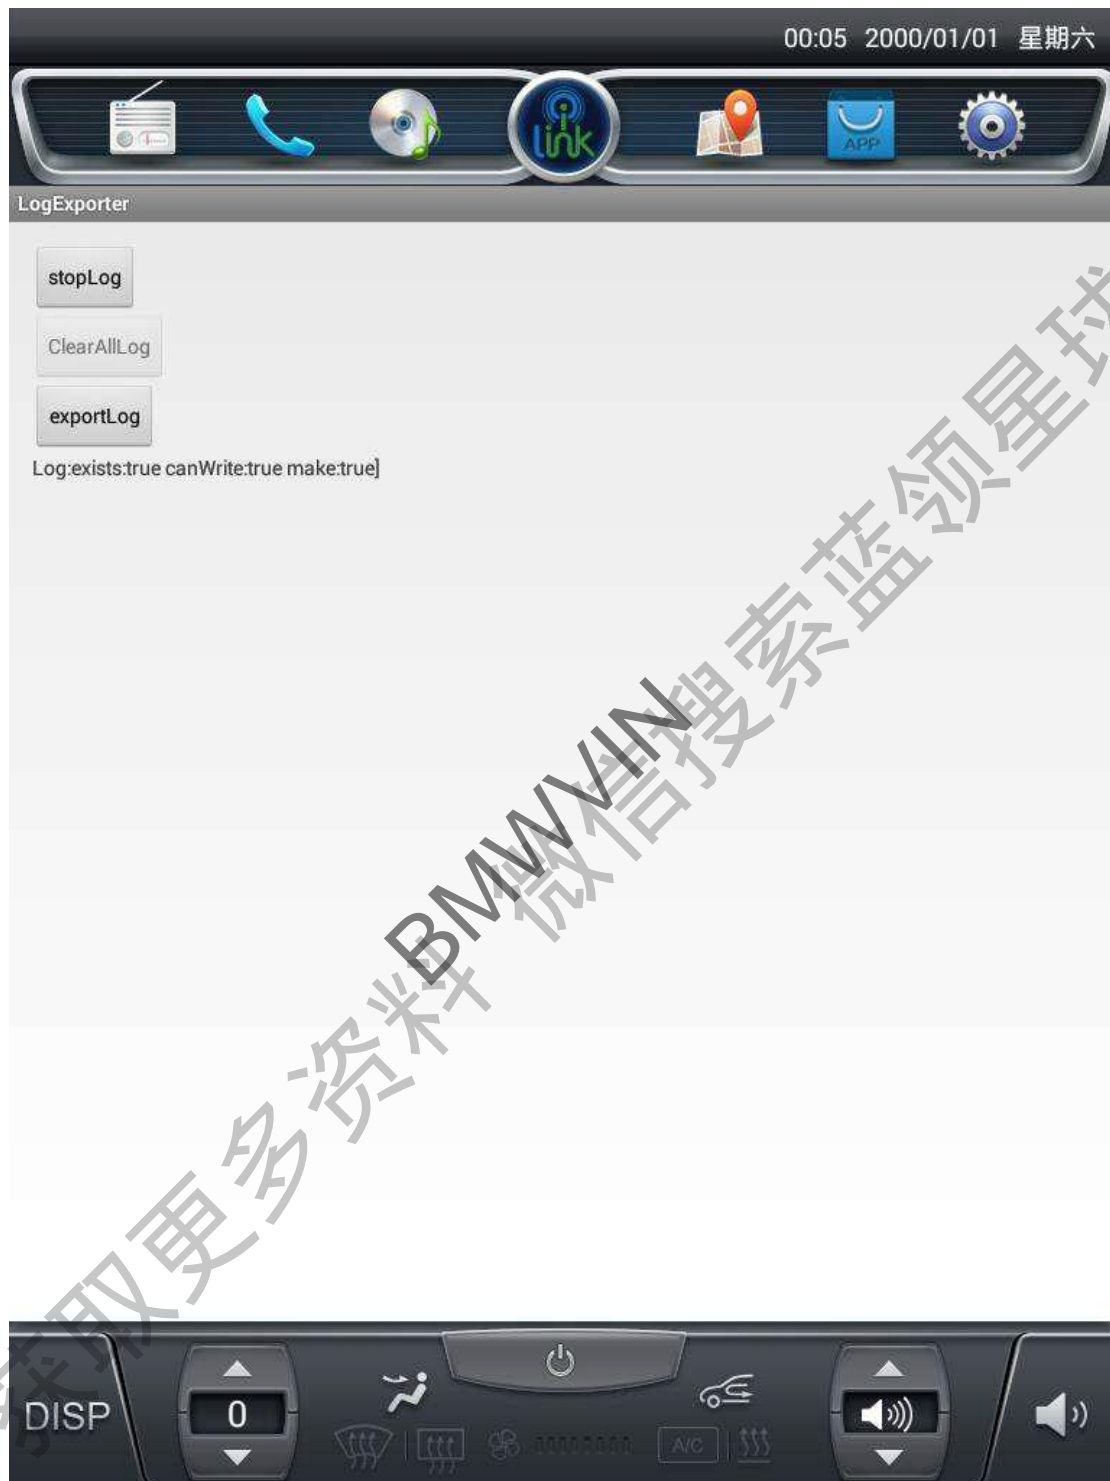 00:05 2000/01/01 星期六
link
APP
LogExporter
stopLog
ClearAllLog
exportLog
Log:exists:true canWrite:true make:true]
BMWVIN
获取更多资料 微信搜索蓝领星球
DISP
0
A/C